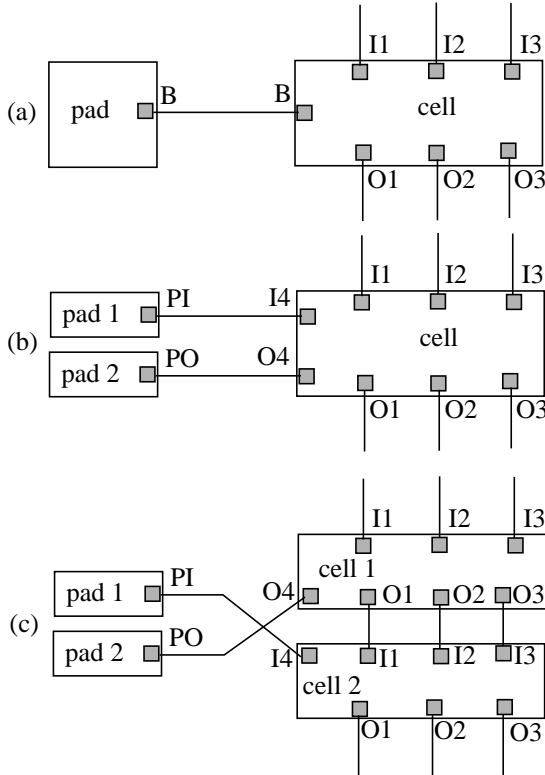 I1 I2 I3
(a) pad B B cell
O1 O2 O3
I1 I2 I3
pad 1 PI I4
(b) cell
pad 2 PO O4
O1 O2 O3
I1 I2 I3
cell 1
pad 1 PI O4 O1 O2 O3
(c)
pad 2 PO I4 I1 I2 I3
cell 2
O1 O2 O3